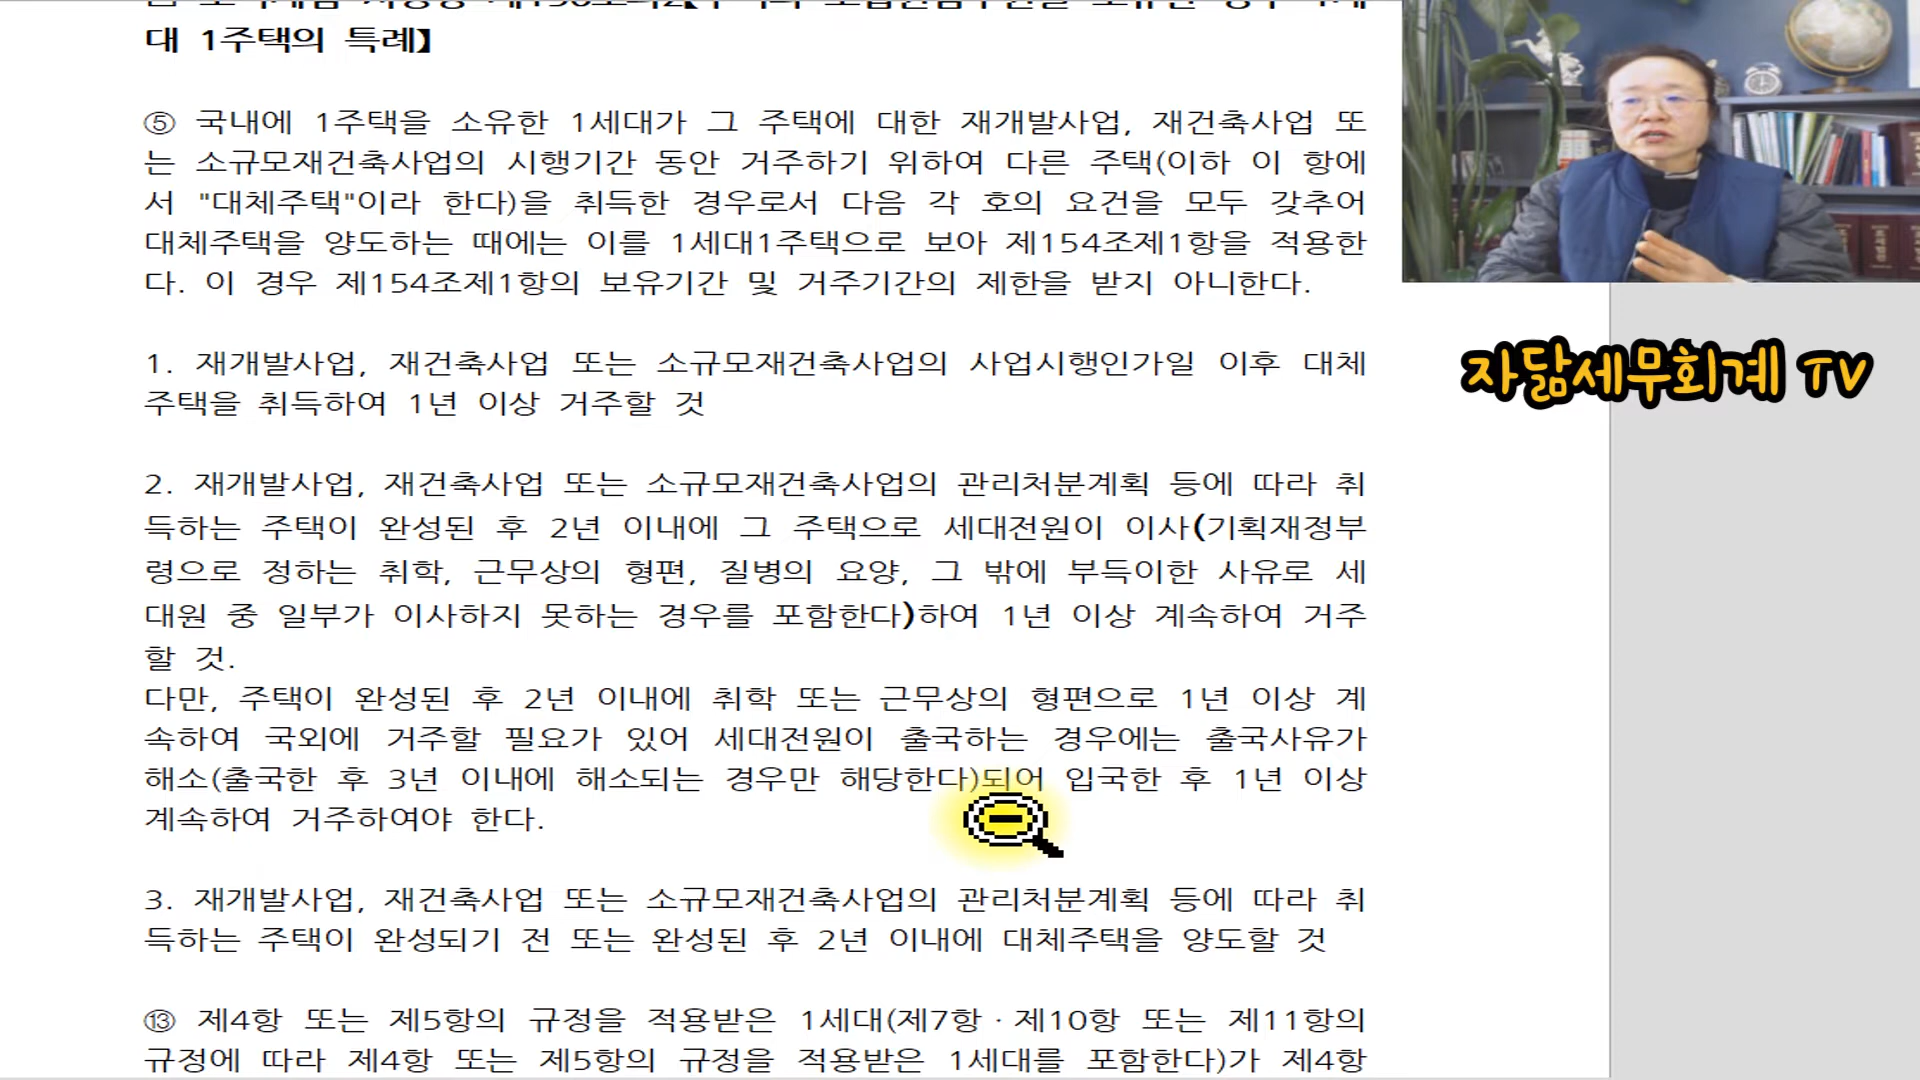 대 1주택의 특례】
⑤ 국내에 1주택을 소유한 1세대가 그 주택에 대한 재개발사업, 재건축사업 또
는 소규모재건축사업의 시행기간 동안 거주하기 위하여 다른 주택(이하 이 항에
서 "대체주택"이라 한다)을 취득한 경우로서 다음 각 호의 요건을 모두 갖추어
대체주택을 양도하는 때에는 이를 1세대1주택으로 보아 제154조제1항을 적용한
다. 이 경우 제154조제1항의 보유기간 및 거주기간의 제한을 받지 아니한다.
1. 재개발사업, 재건축사업 또는 소규모재건축사업의 사업시행인가일 이후 대체
주택을 취득하여 1년 이상 거주할 것
2. 재개발사업, 재건축사업 또는 소규모재건축사업의 관리처분계획 등에 따라 취
득하는 주택이 완성된 후 2년 이내에 그 주택으로 세대전원이 이사(기획재정부
령으로 정하는 취학, 근무상의 형편, 질병의 요양, 그 밖에 부득이한 사유로 세
대원 중 일부가 이사하지 못하는 경우를 포함한다)하여 1년 이상 계속하여 거주
할 것.
다만, 주택이 완성된 후 2년 이내에 취학 또는 근무상의 형편으로 1년 이상 계
속하여 국외에 거주할 필요가 있어 세대전원이 출국하는 경우에는 출국사유가
해소(출국한 후 3년 이내에 해소되는 경우만 해당한다)되어 입국한 후 1년 이상
계속하여 거주하여야 한다.
3. 재개발사업, 재건축사업 또는 소규모재건축사업의 관리처분계획 등에 따라 취
득하는 주택이 완성되기 전 또는 완성된 후 2년 이내에 대체주택을 양도할 것
⑬ 제4항 또는 제5항의 규정을 적용받은 1세대(제7항ㆍ제10항 또는 제11항의
규정에 따라 제4항 또는 제5항의 규정을 적용받은 1세대를 포함한다)가 제4항
자닮세무회계 TV